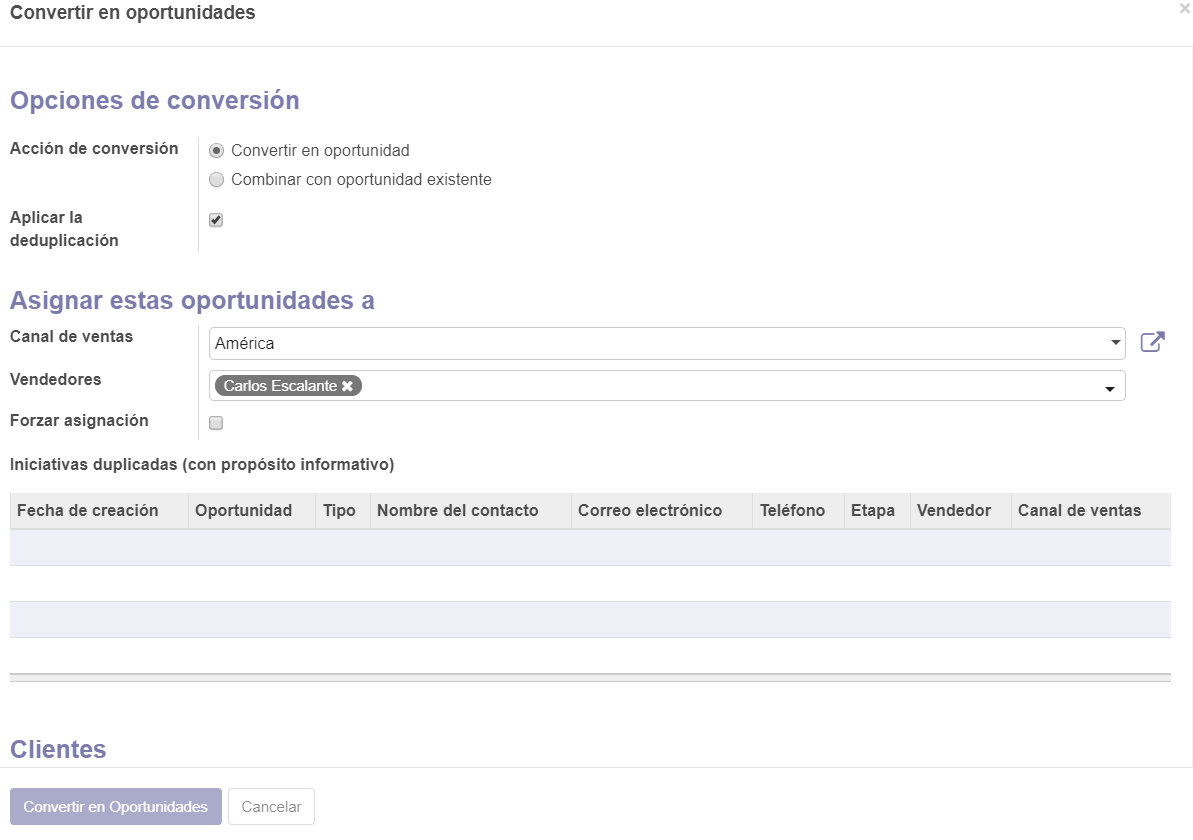 Convertir en oportunidades
Opciones de conversión
Acción de conversión
Convertir en oportunidad
Combinar con oportunidad existente
Aplicar la
deduplicación
Asignar estas oportunidades a
Canal de ventas
América
Vendedores
Carlos Escalante
Forzar asignación
Iniciativas duplicadas (con propósito informativo)
Fecha de creación Oportunidad Tipo Nombre del contacto Correo electrónico Teléfono Etapa Vendedor Canal de ventas
Clientes
Convertir en Oportunidades Cancelar